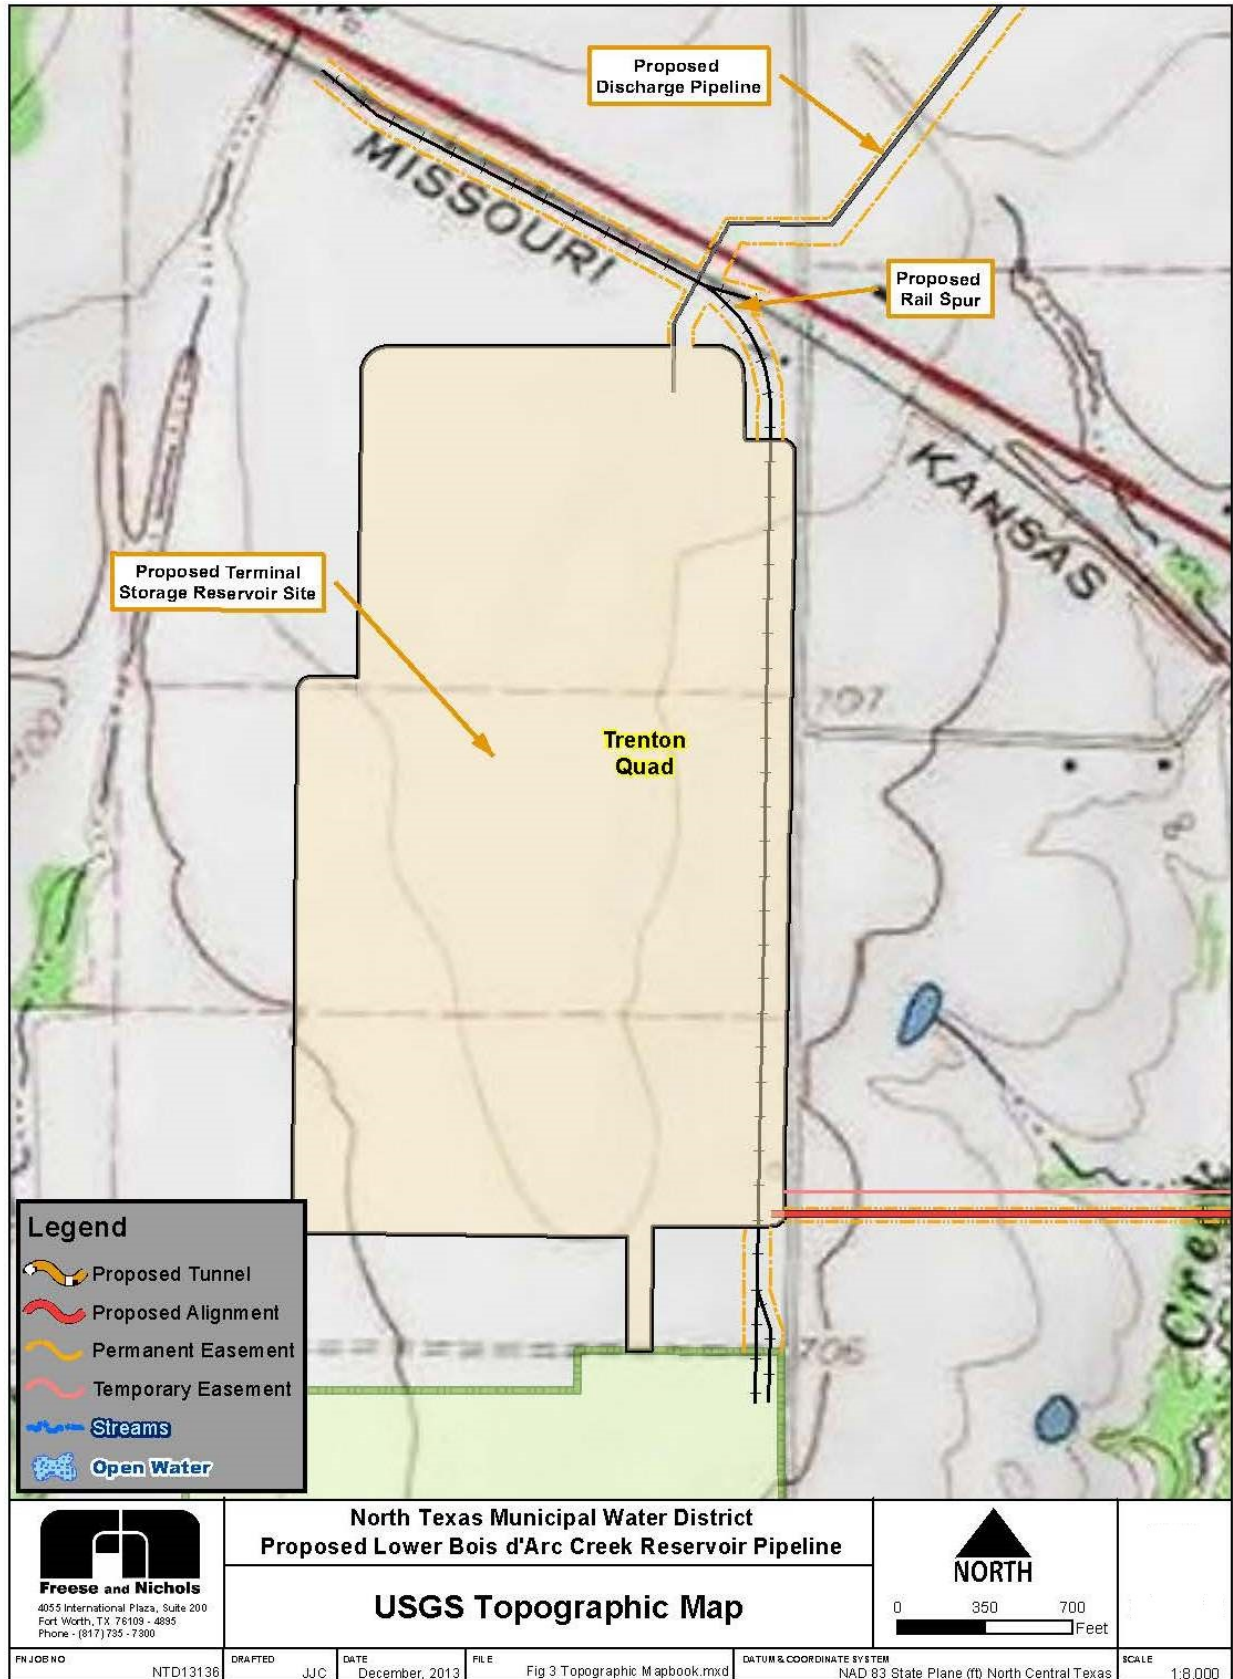 Proposed
Discharge Pipeline
MISSOURI
Proposed
Rail Spur
KANSAS
Proposed Terminal
Storage Reservoir Site
707
Trenton
Quad
700
706
Cre
Legend
Proposed Tunnel
Proposed Alignment
Permanent Easement
Temporary Easement
Streams
Open Water
Freese and Nichols
4055 International Plaza, Suite 200
Fort Worth, TX 76109 - 4895
Phone - (817) 735 - 7300
North Texas Municipal Water District
Proposed Lower Bois d'Arc Creek Reservoir Pipeline
USGS Topographic Map
NORTH
0 350 700
Feet
FN JOB NO
NTD13136
DRAFTED
JJC
DATE
December, 2013
FILE
Fig 3 Topographic Mapbook.mxd
DATUM & COORDINATE SYSTEM
NAD 83 State Plane (ft) North Central Texas
SCALE
1:8,000